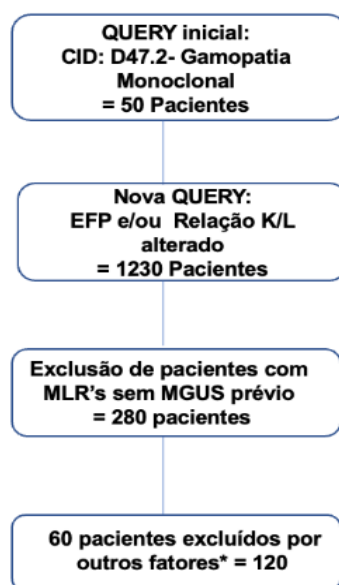 QUERY inicial:
CID: D47.2- Gamopatia
Monoclonal
= 50 Pacientes
Nova QUERY:
EFP e/ou Relação K/L
alterado
= 1230 Pacientes
Exclusão de pacientes com
MLR's sem MGUS prévio
= 280 pacientes
60 pacientes excluídos por
outros fatores* = 120